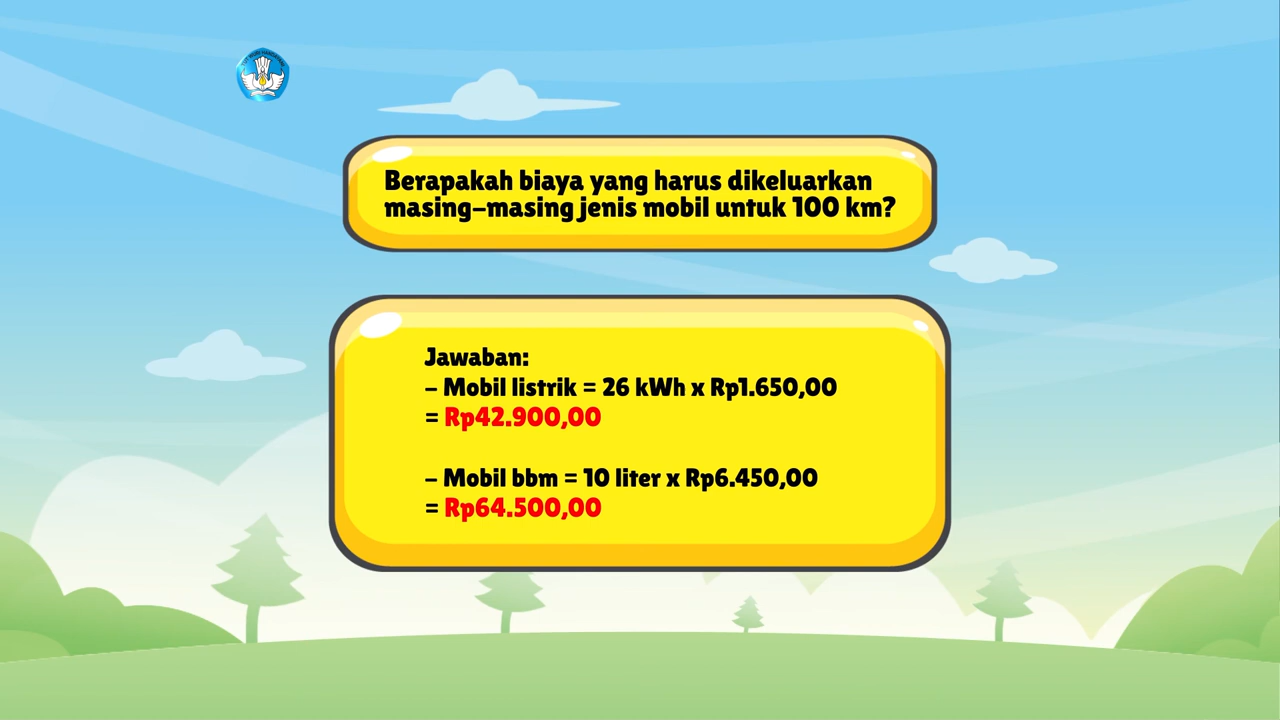 Berapakah biaya yang harus dikeluarkan
masing-masing jenis mobil untuk 100 km?
Jawaban:
- Mobil listrik = 26 kWh x Rp1.650,00
= Rp42.900,00
- Mobil bbm = 10 liter x Rp6.450,00
= Rp64.500,00